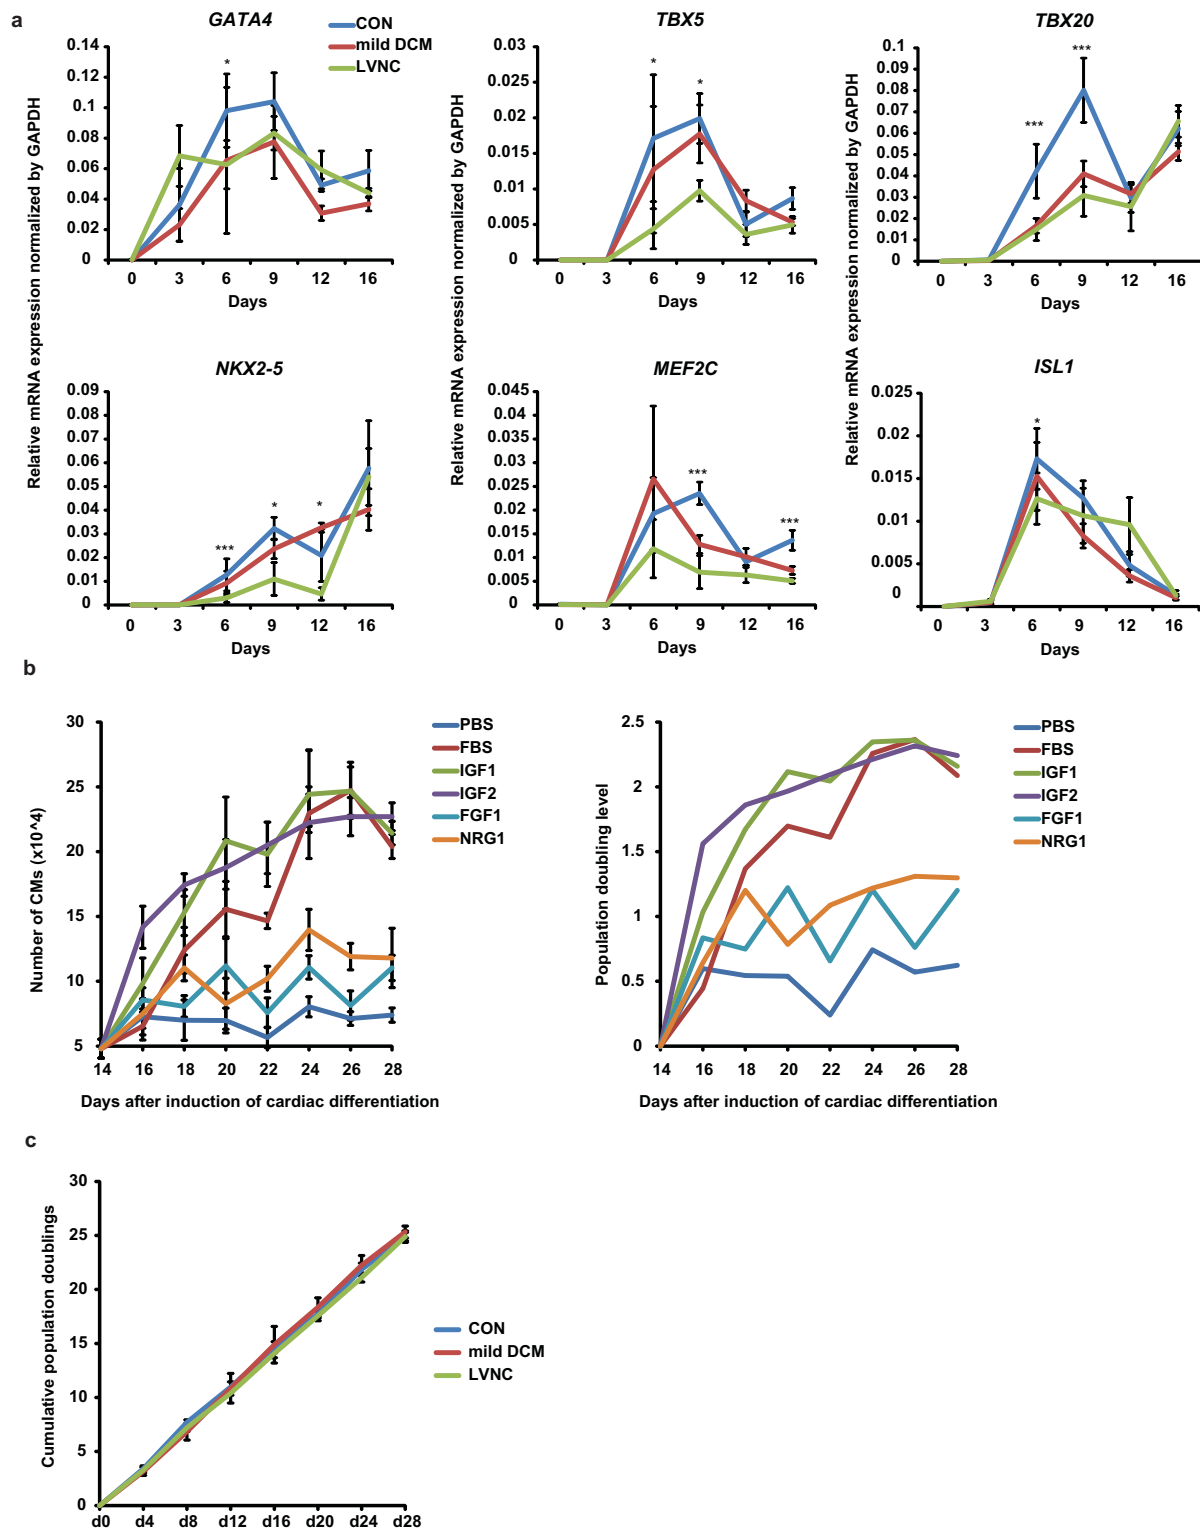 a
GATA4
CON
mild DCM
LVNC
Relative mRNA expression normalized by GAPDH
0.14
0.12
0.1
0.08
0.06
0.04
0.02
0
*
0 3 6 9 12 16
Days
TBX5
Relative mRNA expression normalized by GAPDH
0.03
0.025
0.02
0.015
0.01
0.005
0
* *
0 3 6 9 12 16
Days
TBX20
Relative mRNA expression normalized by GAPDH
0.1
0.09
0.08
0.07
0.06
0.05
0.04
0.03
0.02
0.01
0
*** ***
0 3 6 9 12 16
Days
NKX2-5
0.09
0.08
0.07
0.06
0.05
0.04
0.03
0.02
0.01
0
*** * *
0 3 6 9 12 16
Days
MEF2C
0.045
0.04
0.035
0.03
0.025
0.02
0.015
0.01
0.005
0
*** ***
0 3 6 9 12 16
Days
ISL1
0.025
0.02
0.015
0.01
0.005
0
*
0 3 6 9 12 16
Days
b
Number of CMs (x10^4)
30
25
20
15
10
5
14 16 18 20 22 24 26 28
Days after induction of cardiac differentiation
PBS
FBS
IGF1
IGF2
FGF1
NRG1
Population doubling level
2.5
2
1.5
1
0.5
0
14 16 18 20 22 24 26 28
Days after induction of cardiac differentiation
PBS
FBS
IGF1
IGF2
FGF1
NRG1
c
Cumulative population doublings
30
25
20
15
10
5
0
d0 d4 d8 d12 d16 d20 d24 d28
CON
mild DCM
LVNC